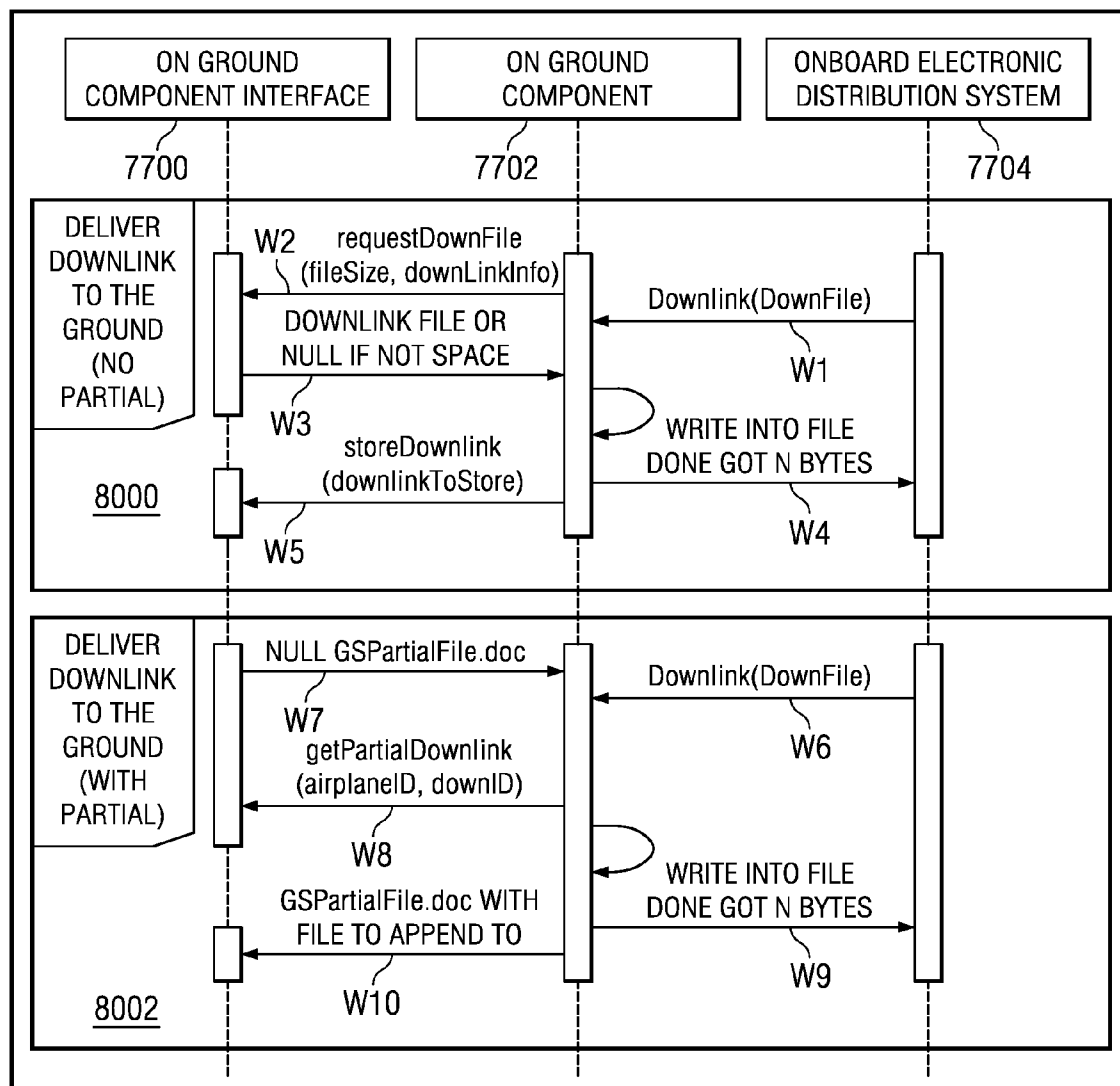 ON GROUND
COMPONENT INTERFACE
ON GROUND
COMPONENT
ONBOARD ELECTRONIC
DISTRIBUTION SYSTEM
7700
7702
7704
DELIVER
DOWNLINK
TO THE
GROUND
(NO
PARTIAL)
8000
W2
requestDownFile
(fileSize, downLinkInfo)
Downlink(DownFile)
W1
DOWNLINK FILE OR
NULL IF NOT SPACE
W3
WRITE INTO FILE
DONE GOT N BYTES
W4
storeDownlink
(downlinkToStore)
W5
DELIVER
DOWNLINK
TO THE
GROUND
(WITH
PARTIAL)
8002
NULL GSPartialFile.doc
W7
Downlink(DownFile)
W6
getPartialDownlink
(airplaneID, downID)
W8
WRITE INTO FILE
DONE GOT N BYTES
W9
GSPartialFile.doc WITH
FILE TO APPEND TO
W10